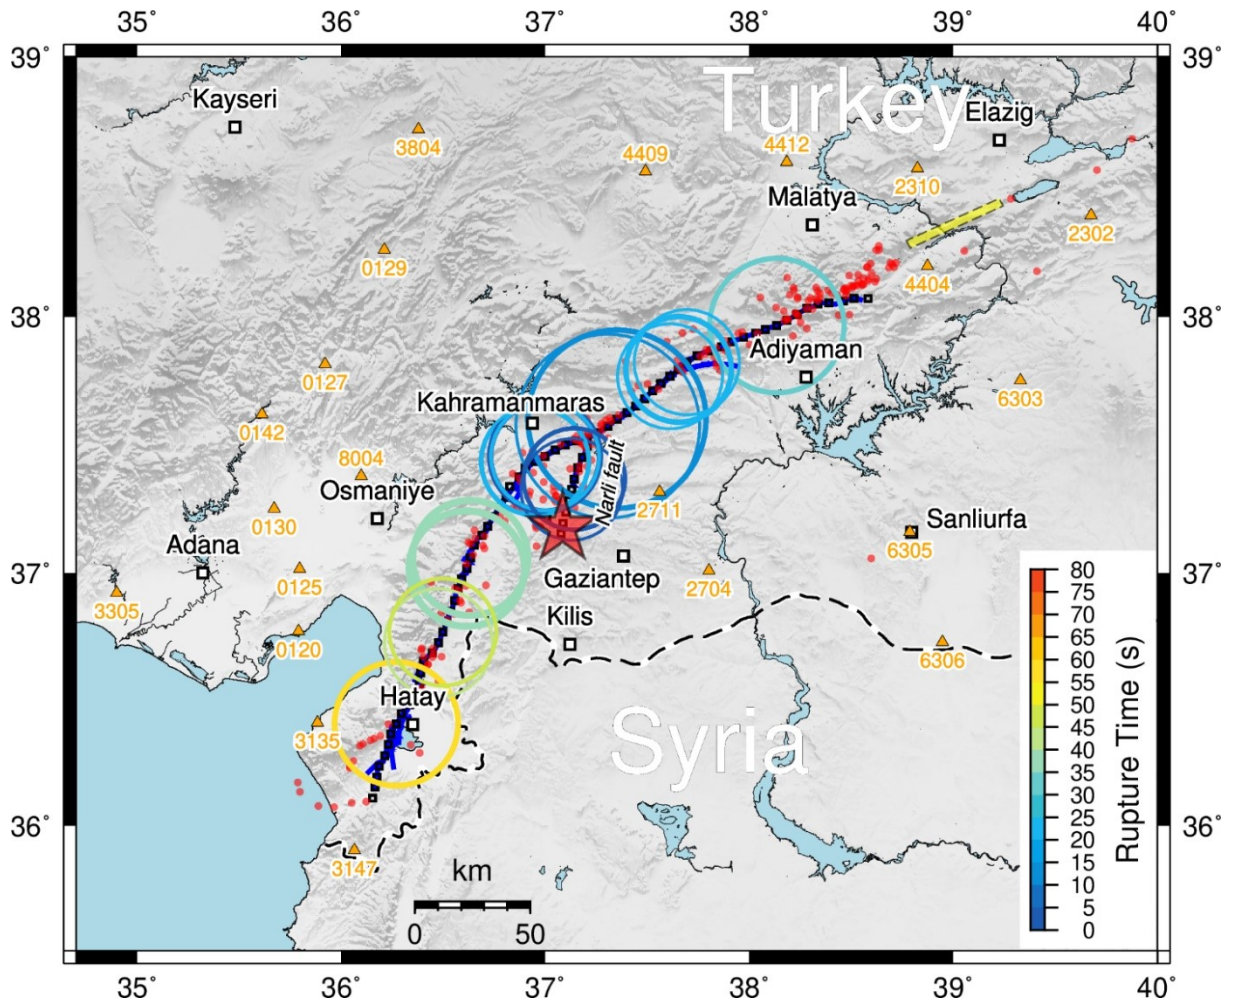 35° 36° 37° 38° 39° 40°
39° 39°
Turkey
Kayseri
Elazig
3804
4409
4412
2310
Malatya
2302
0129
4404
38° 38°
Adiyaman
0127
6303
Kahramanmaras
0142
8004
Narli fault
Osmaniye
2711
0130
Sanliurfa
Adana
6305
37° 37°
0125
Gaziantep
2704
3305
Kilis
0120
6306
Hatay
3135
Syria
36° 36°
3147
km
0 50
80
75
70
65
60
55
50
45
40
35
30
25
20
15
10
5
0
Rupture Time (s)
35° 36° 37° 38° 39° 40°